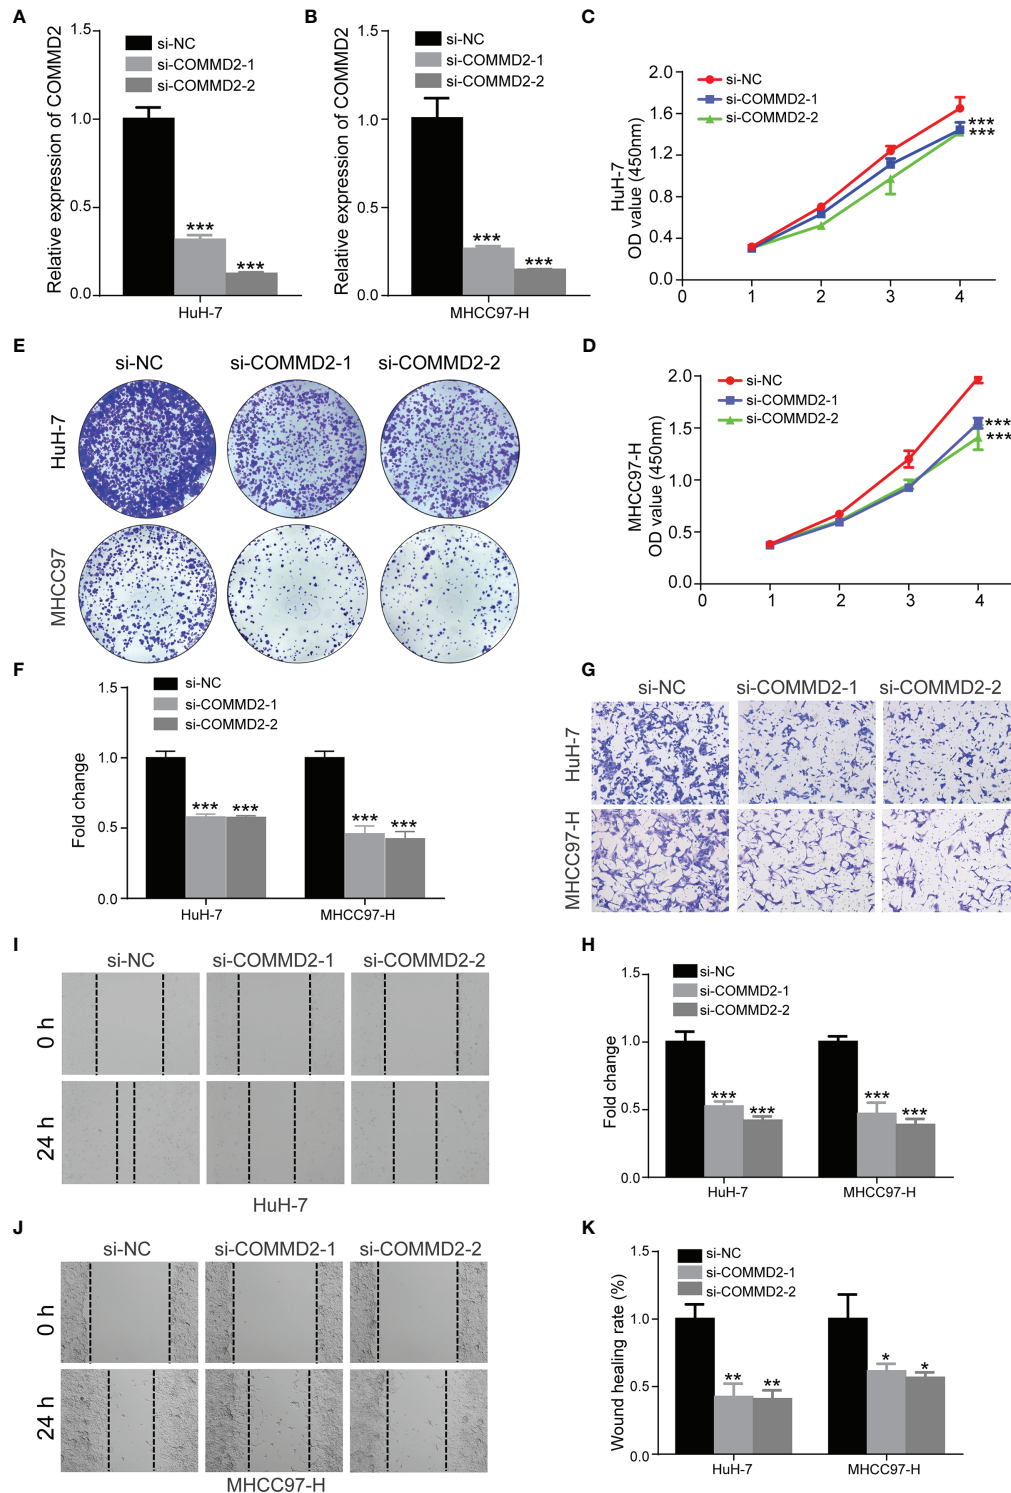 A
Relative expression of COMMD2
1.5
1.0
0.5
0.0
si-NC
si-COMMD2-1
si-COMMD2-2
***
***
HuH-7
B
Relative expression of COMMD2
1.5
1.0
0.5
0.0
si-NC
si-COMMD2-1
si-COMMD2-2
***
***
MHCC97-H
C
HuH-7
OD value (450nm)
2.0
1.6
1.2
0.8
0.4
0.0
si-NC
si-COMMD2-1
si-COMMD2-2
***
***
0 1 2 3 4
E
si-NC si-COMMD2-1 si-COMMD2-2
HuH-7
MHCC97
D
MHCC97-H
OD value (450nm)
2.0
1.5
1.0
0.5
0.0
si-NC
si-COMMD2-1
si-COMMD2-2
***
***
0 1 2 3 4
F
Fold change
1.5
1.0
0.5
0.0
si-NC
si-COMMD2-1
si-COMMD2-2
*** ***
*** ***
HuH-7 MHCC97-H
G
si-NC si-COMMD2-1 si-COMMD2-2
HuH-7
MHCC97-H
I
si-NC si-COMMD2-1 si-COMMD2-2
0 h
24 h
HuH-7
H
Fold change
1.5
1.0
0.5
0.0
si-NC
si-COMMD2-1
si-COMMD2-2
*** ***
*** ***
HuH-7 MHCC97-H
J
si-NC si-COMMD2-1 si-COMMD2-2
0 h
24 h
MHCC97-H
K
Wound healing rate (%)
1.5
1.0
0.5
0.0
si-NC
si-COMMD2-1
si-COMMD2-2
** **
* *
HuH-7 MHCC97-H